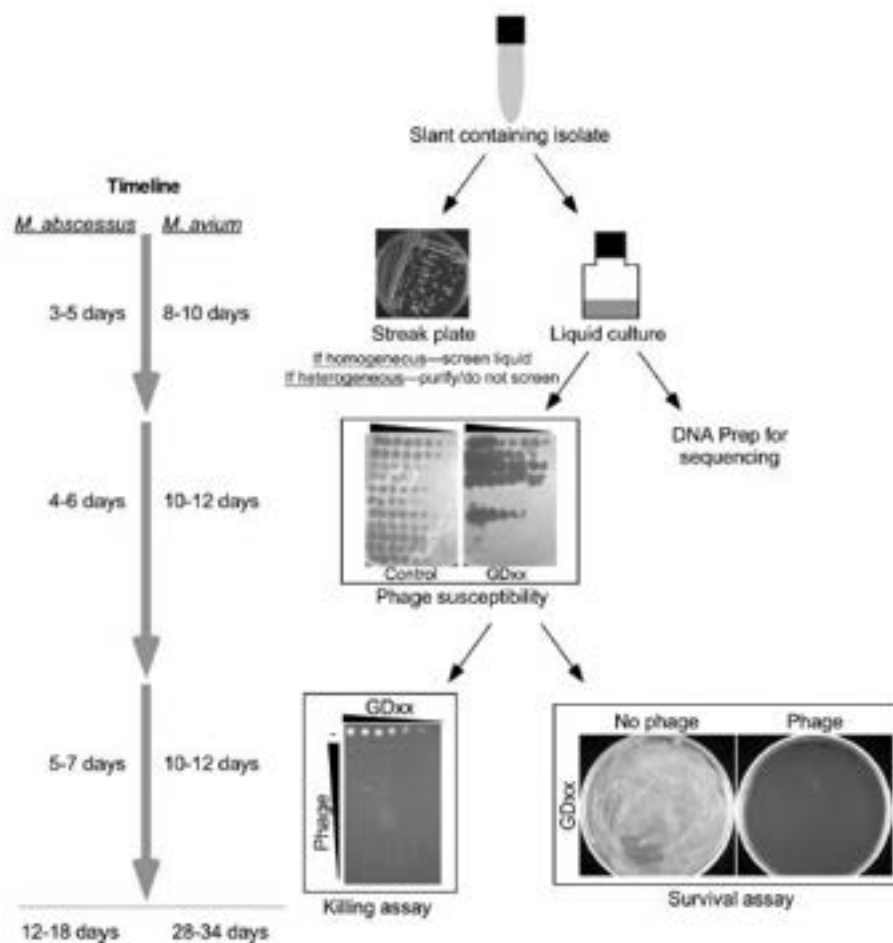 Slant containing isolate
Timeline
M. abscessus M. avium
3-5 days 8-10 days
Streak plate
Liquid culture
If homogeneous—screen liquid
If heterogeneous—purify/do not screen
DNA Prep for
sequencing
4-6 days 10-12 days
Control GDxx
Phage susceptibility
GDxx
-
Phage
Killing assay
No phage Phage
GDxx
Survival assay
5-7 days 10-12 days
12-18 days 28-34 days